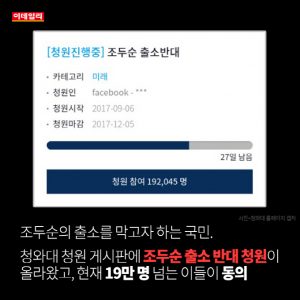 이데일리
[청원진행중] 조두순 출소반대
• 카테고리 미래
• 청원인 facebook - ***
• 청원시작 2017-09-06
• 청원마감 2017-12-05
27일 남음
청원 참여 192,045 명
사진=청와대 홈페이지 캡처
조두순의 출소를 막고자 하는 국민.
청와대 청원 게시판에 조두순 출소 반대 청원이
올라왔고, 현재 19만 명 넘는 이들이 동의